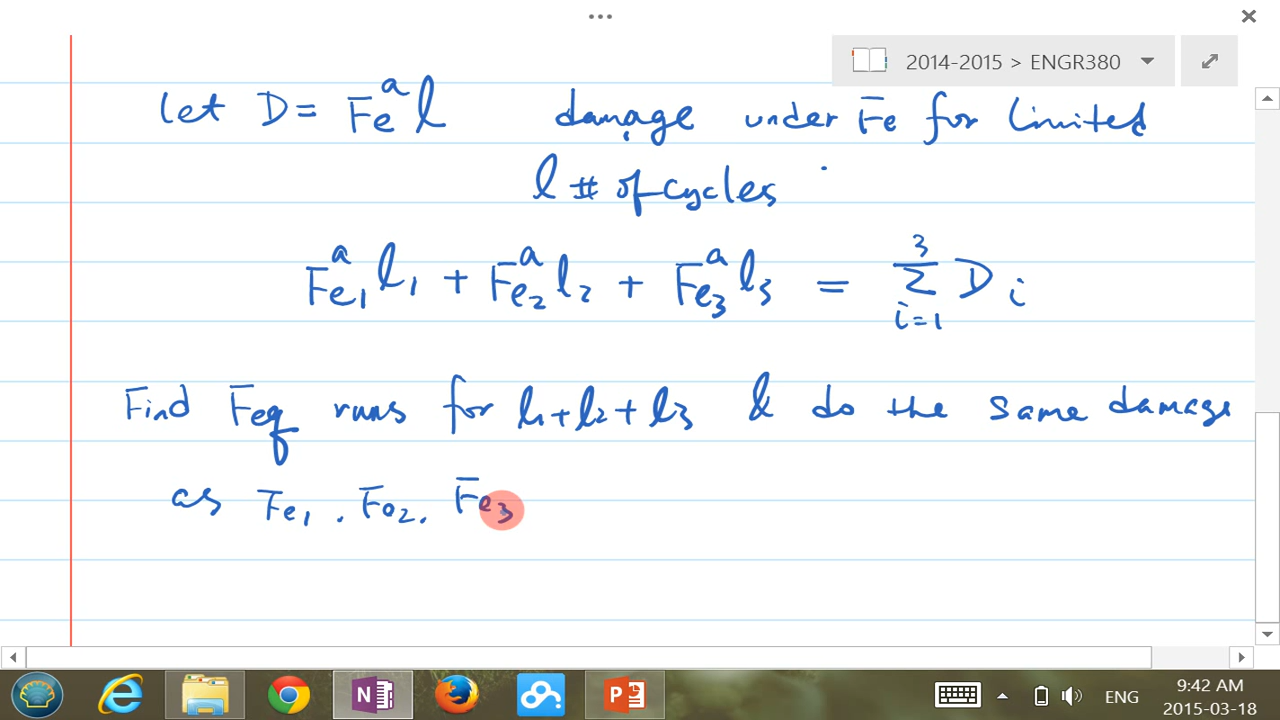 2014-2015 > ENGR380
let D = Fe^a l damage under Fe for limited
l # of cycles
Fe₁^a l₁ + Fe₂^a l₂ + Fe₃^a l₃ = ∑_{i=1}^{3} D i
Find Feq runs for l₁+l₂+l₃ & do the same damage
as Fe₁ . Fe₂. Fe₃
ENG
9:42 AM
2015-03-18